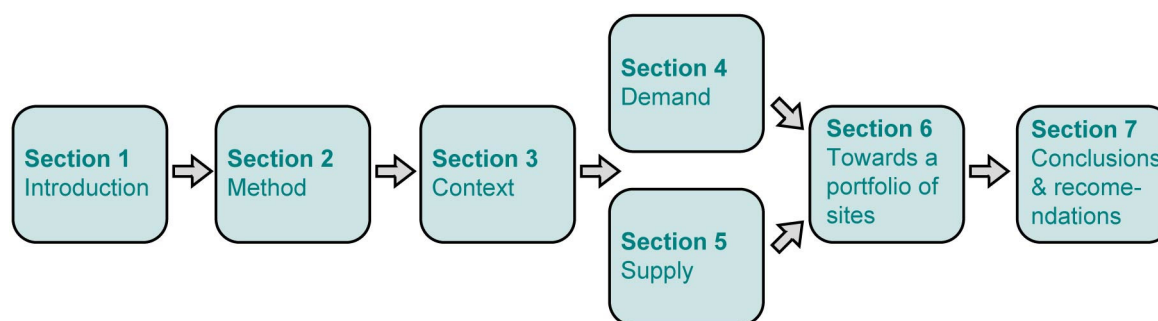 Section 1
Introduction
Section 2
Method
Section 3
Context
Section 4
Demand
Section 5
Supply
Section 6
Towards a
portfolio of
sites
Section 7
Conclusions
& recome-
ndations